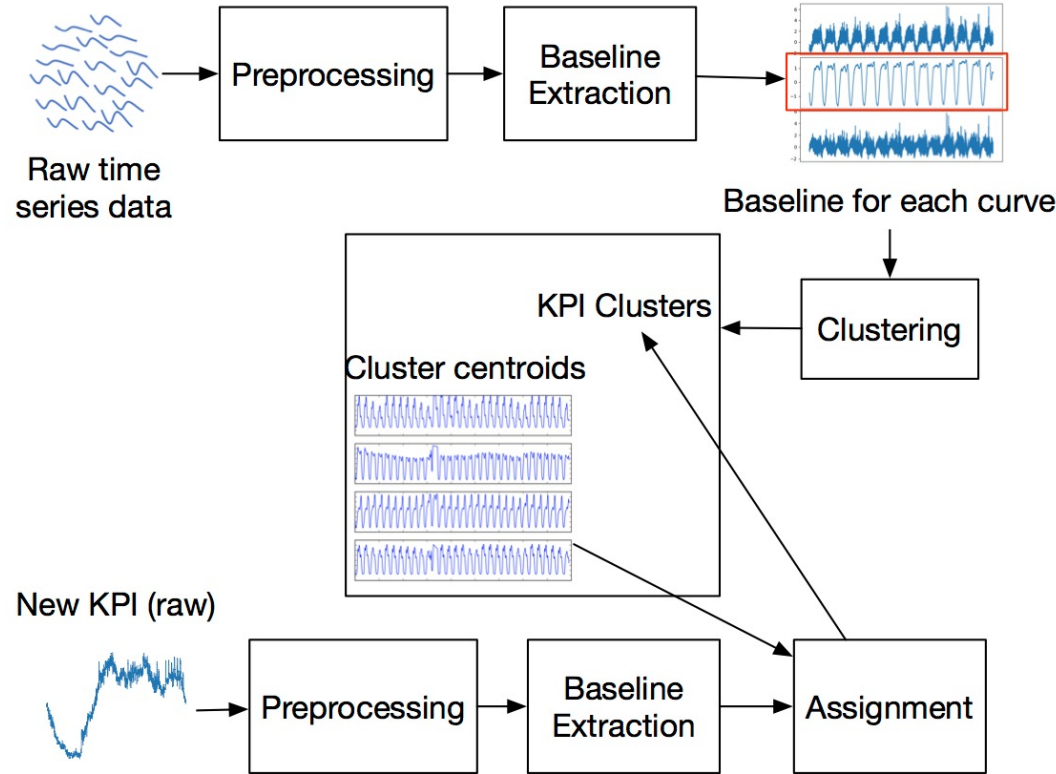 Preprocessing
Baseline
Extraction
Raw time
series data
Baseline for each curve
KPI Clusters
Clustering
Cluster centroids
New KPI (raw)
Preprocessing
Baseline
Extraction
Assignment